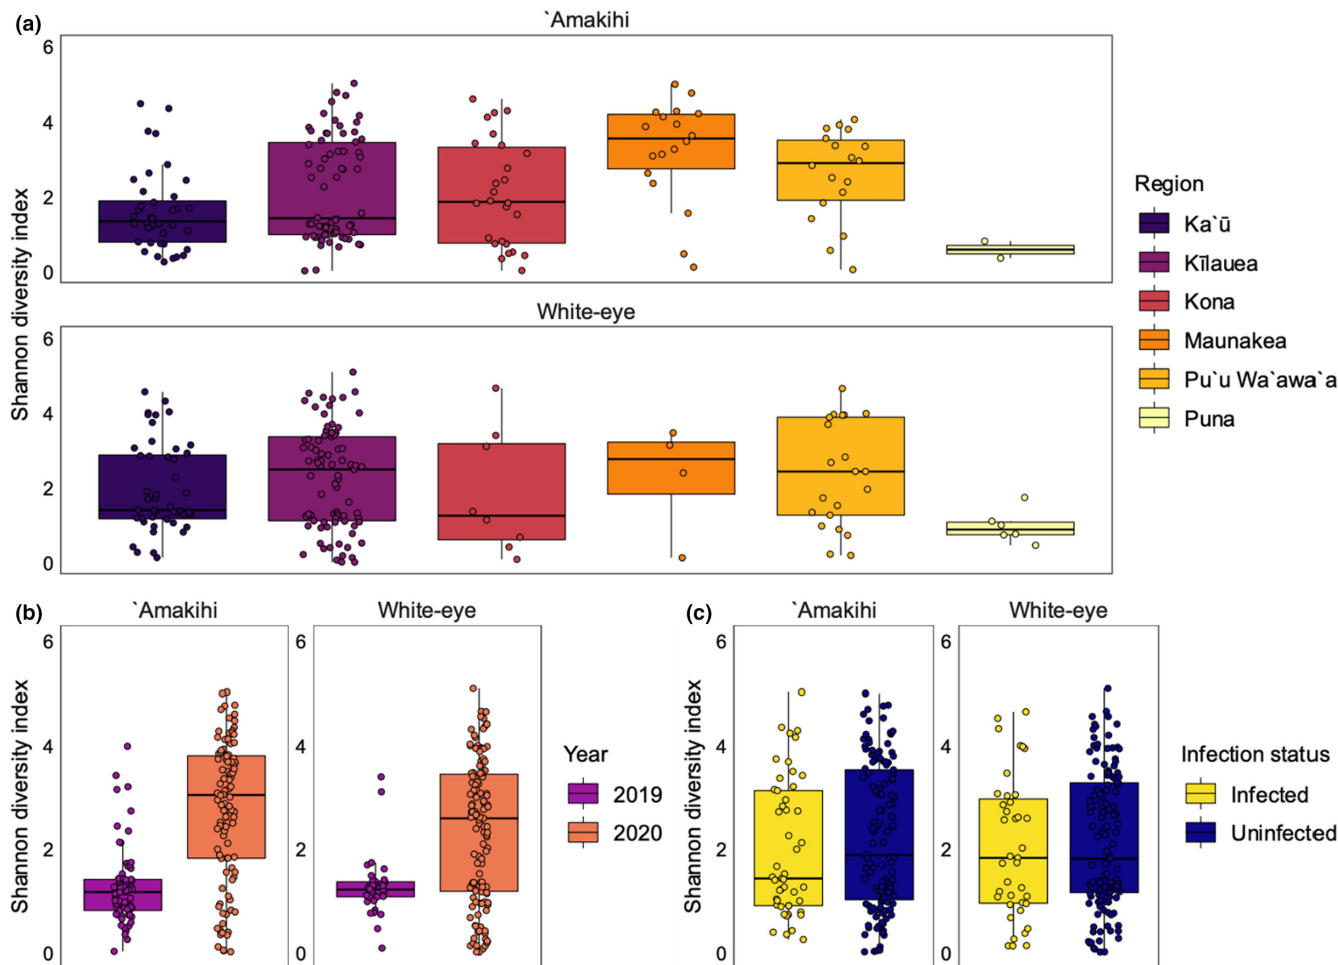 (a)
`Amakihi
6
4
2
0
White-eye
6
4
2
0
Shannon diversity index
Region
Ka`ū
Kīlauea
Kona
Maunakea
Pu`u Wa`awa`a
Puna
(b)
`Amakihi
White-eye
6
4
2
0
6
4
2
0
Shannon diversity index
Year
2019
2020
(c)
`Amakihi
White-eye
6
4
2
0
6
4
2
0
Shannon diversity index
Infection status
Infected
Uninfected